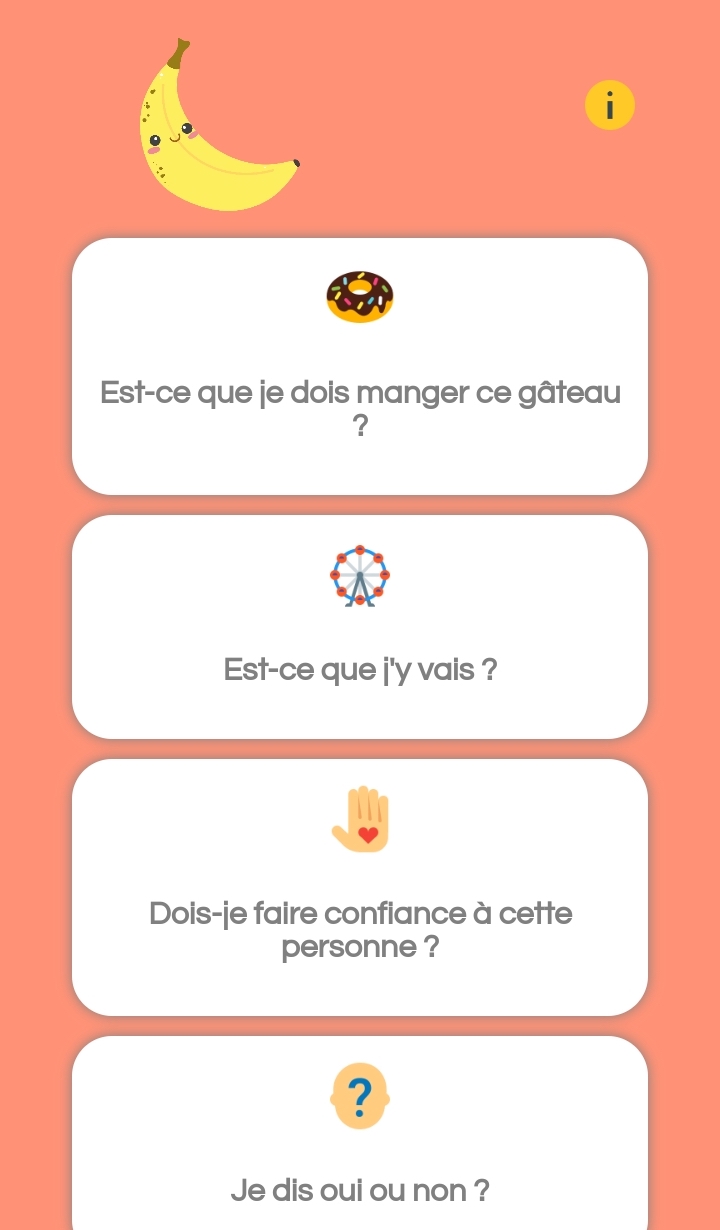 i
Est-ce que je dois manger ce gâteau
?
Est-ce que j'y vais ?
Dois-je faire confiance à cette
personne ?
?
Je dis oui ou non ?